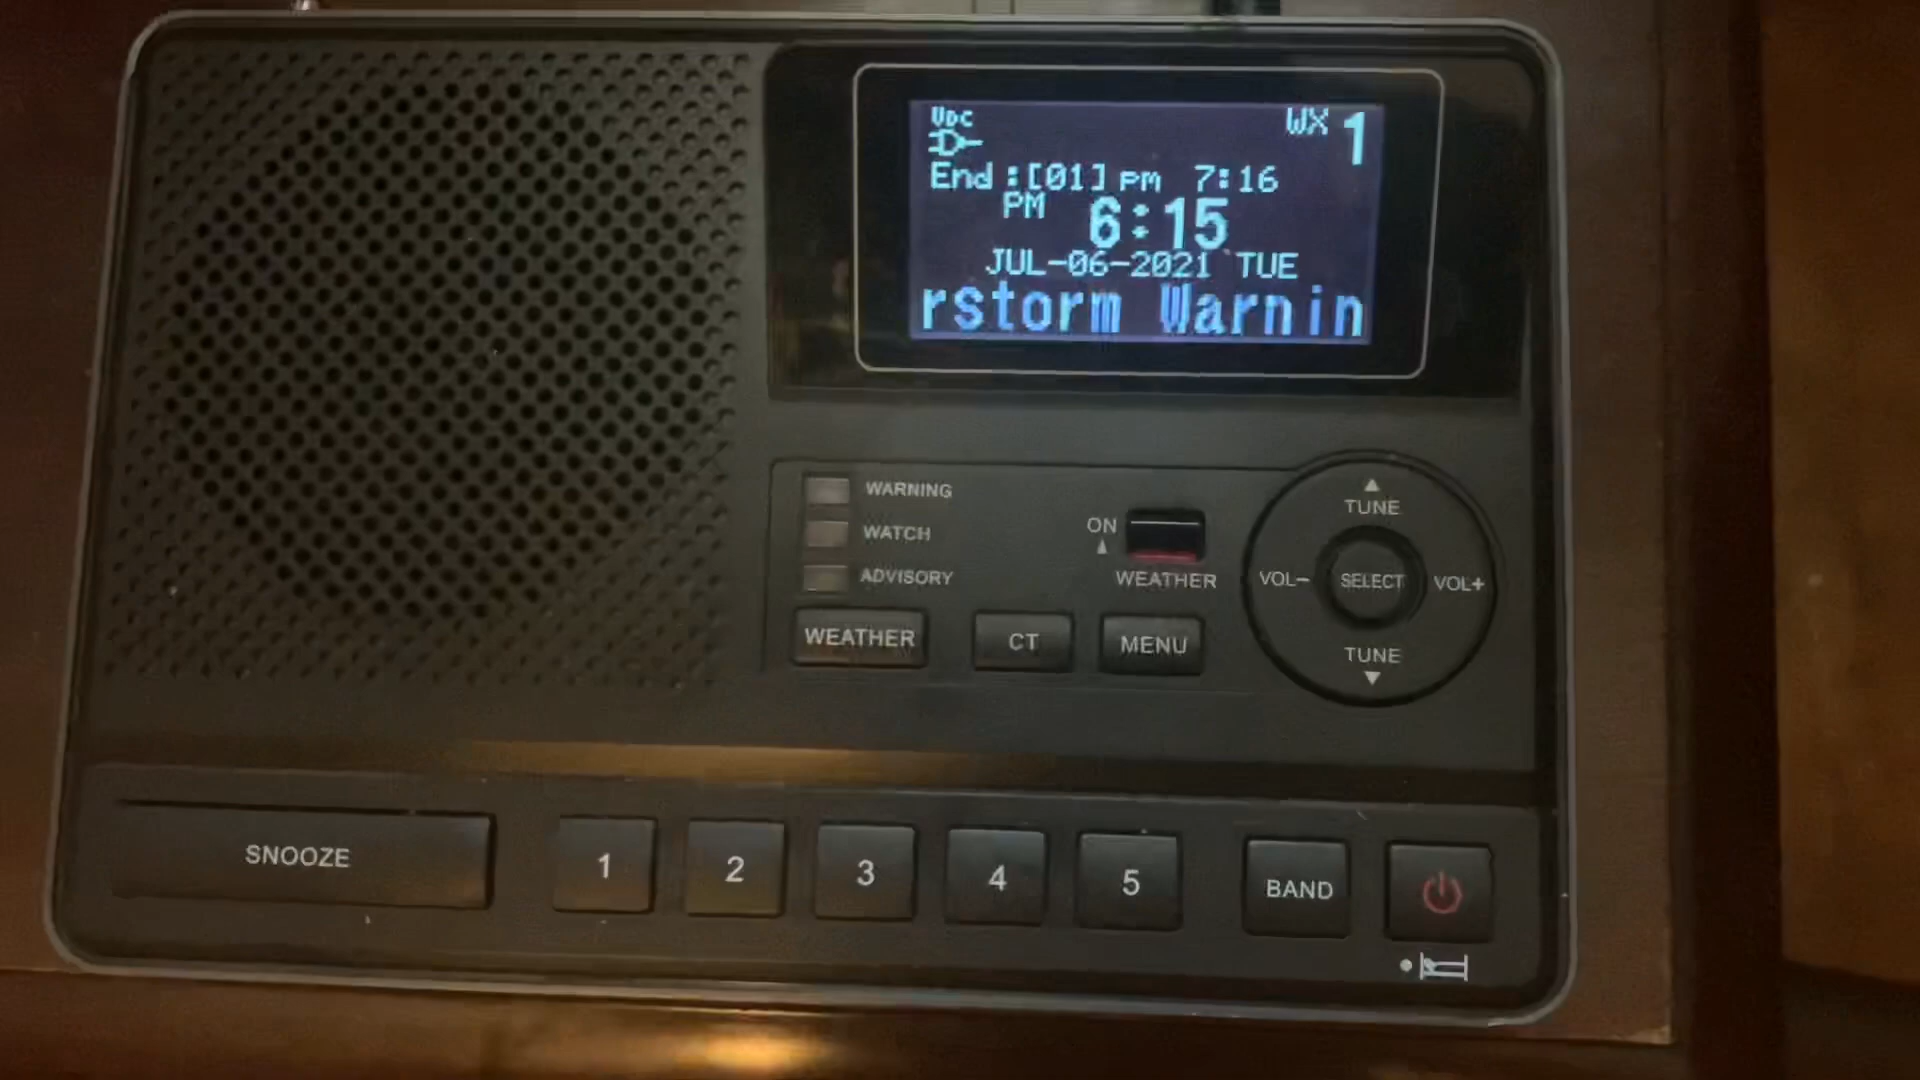 VDC
WX 1
End :[01] pm 7:16
PM 6:15
JUL-06-2021 TUE
rstorm Warnin
WARNING
WATCH
ADVISORY
ON
WEATHER
WEATHER
CT
MENU
TUNE
VOL-
SELECT
VOL+
TUNE
SNOOZE
1
2
3
4
5
BAND